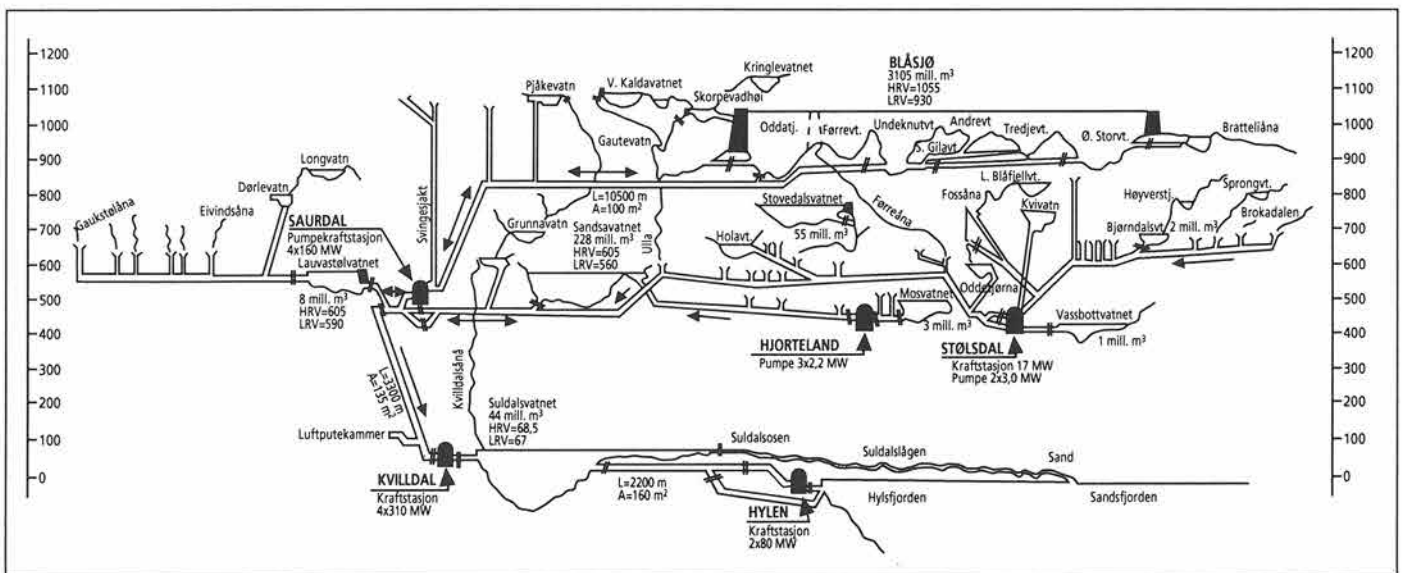 1200
1100
1000
900
800
700
600
500
400
300
200
100
0
1200
1100
1000
900
800
700
600
500
400
300
200
100
0
BLÅSJØ
3105 mill. m³
HRV=1055
LRV=930
Kringlevatnet
V. Kaldavatnet
Skorpevadhøi
Pjåkevatn
Gautevatn
Oddatj.
Førrevt.
Undeknutvt.
Andrevt
S. Gilavt
Tredjevt.
Ø. Storvt.
Bratteliåna
Longvatn
Dørlevatn
Gaukstølåna
Eivindsåna
SAURDAL
Pumpekraftstasjon
4x160 MW
Lauvastølvatnet
8 mill. m³
HRV=605
LRV=590
Svingesjakt
L=10500 m
A=100 m²
Grunnavatn
Sandsavatnet
228 mill. m³
HRV=605
LRV=560
Ulla
Stovedalsvatnet
55 mill. m³
Holavt.
Førreåna
Fossåna
L. Blåfjellvt.
Kvivatn
Oddetjørna
Høyverstj.
Sprongvt.
Bjørndalsvt.
2 mill. m³
Brokadalen
Mosvatnet
3 mill. m³
HJORTELAND
Pumpe 3x2,2 MW
STØLSDAL
Kraftstasjon 17 MW
Pumpe 2x3,0 MW
Vassbottvatnet
1 mill. m³
L=3300 m
A=135 m²
Kvilldalsånå
Luftputekammer
KVILLDAL
Kraftstasjon
4x310 MW
Suldalsvatnet
44 mill. m³
HRV=68,5
LRV=67
Suldalsosen
Suldalslågen
Sand
L=2200 m
A=160 m²
HYLEN
Kraftstasjon
2x80 MW
Hylsfjorden
Sandsfjorden